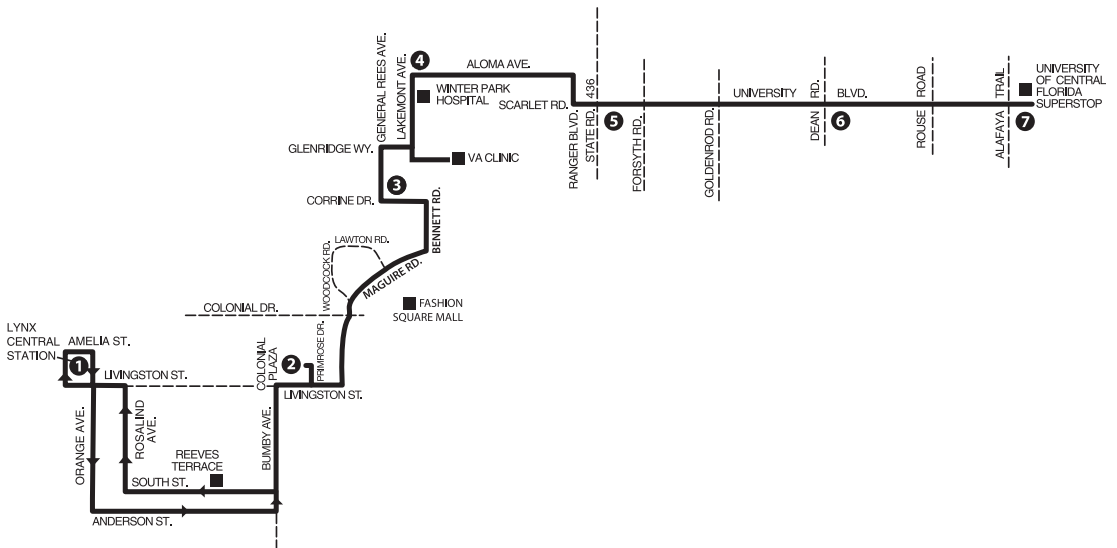 GENERAL REES AVE.
LAKEMONT AVE.
4
ALOMA AVE.
WINTER PARK
HOSPITAL
SCARLET RD.
RANGER BLVD.
STATE RD. 436
5
FORSYTH RD.
GOLDENROD RD.
UNIVERSITY
BLVD.
DEAN RD.
6
ROUSE ROAD
ALAFAYA TRAIL
7
UNIVERSITY
OF CENTRAL
FLORIDA
SUPERSTOP
GLENRIDGE WY.
VA CLINIC
3
CORRINE DR.
BENNETT RD.
LAWTON RD.
WOODCOCK RD.
MAGUIRE RD.
COLONIAL DR.
FASHION
SQUARE MALL
LYNX
CENTRAL
STATION
AMELIA ST.
1
LIVINGSTON ST.
COLONIAL
PLAZA
2
PRIMROSE DR.
LIVINGSTON ST.
ORANGE AVE.
ROSALIND
AVE.
REEVES
TERRACE
BUMBY AVE.
SOUTH ST.
ANDERSON ST.